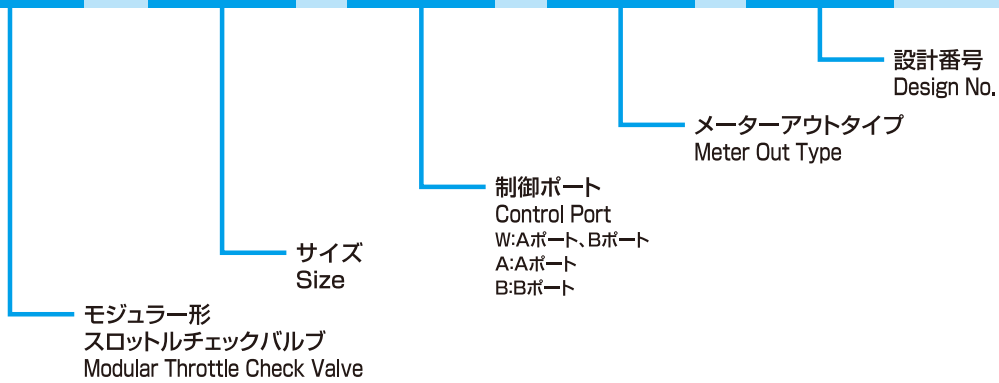 設計番号
Design No.
メーターアウトタイプ
Meter Out Type
制御ポート
Control Port
W:Aポート、Bポート
A:Aポート
B:Bポート
サイズ
Size
モジュラー形
スロットルチェックバルブ
Modular Throttle Check Valve